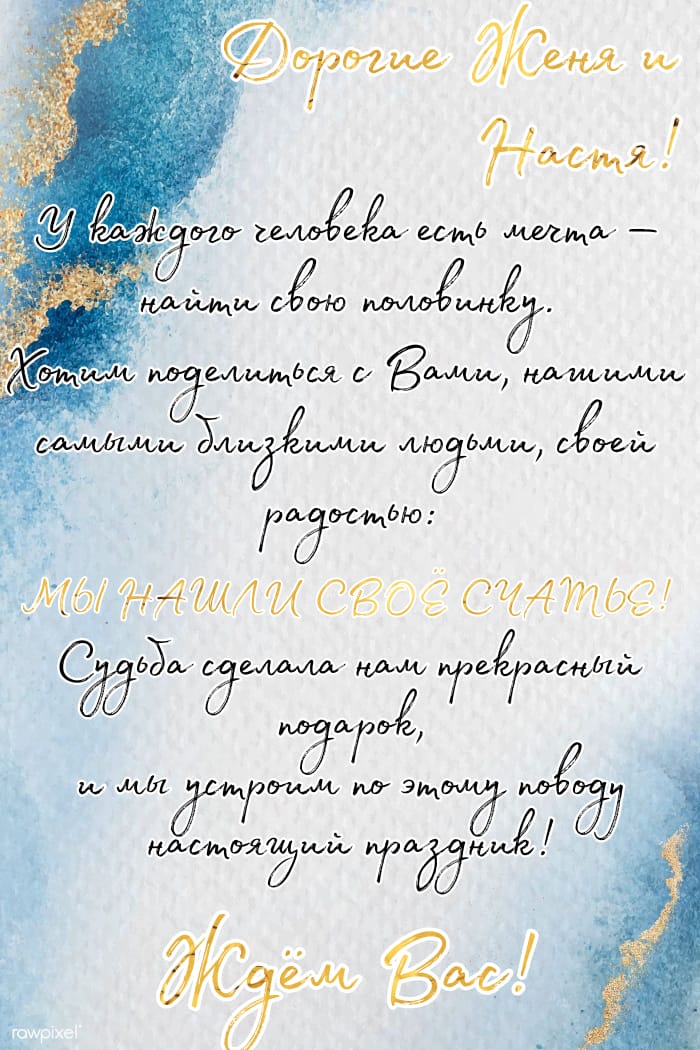 Дорогие Женя и
Настя!
У каждого человека есть мечта —
найти свою половинку.
Хотим поделиться с Вами, нашими
самыми близкими людьми, своей
радостью:
МЫ НАШЛИ СВОЁ СЧАТЬЕ!
Судьба сделала нам прекрасный
подарок,
и мы устроим по этому поводу
настоящий праздник!
Ждём Вас!
rawpixel